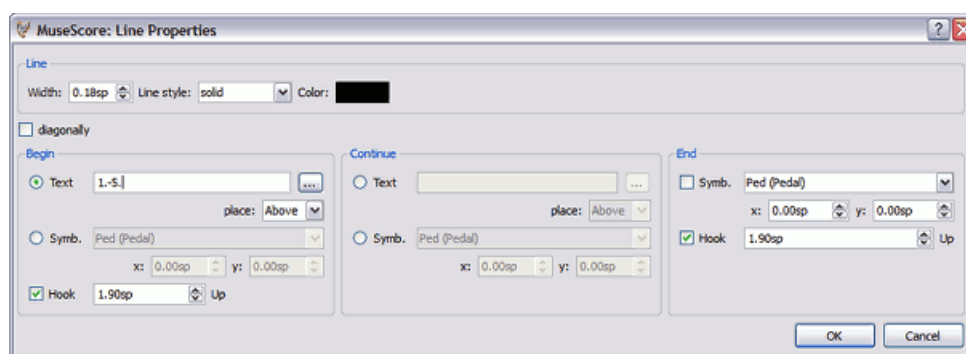 MuseScore: Line Properties
Line
Width: 0.18sp Line style: solid Color:
diagonally
Begin
Text 1.-5.
...
place: Above
Symb. Ped (Pedal)
x: 0.00sp y: 0.00sp
Hook 1.90sp Up
Continue
Text
...
place: Above
Symb. Ped (Pedal)
x: 0.00sp y: 0.00sp
End
Symb. Ped (Pedal)
x: 0.00sp y: 0.00sp
Hook 1.90sp Up
OK Cancel